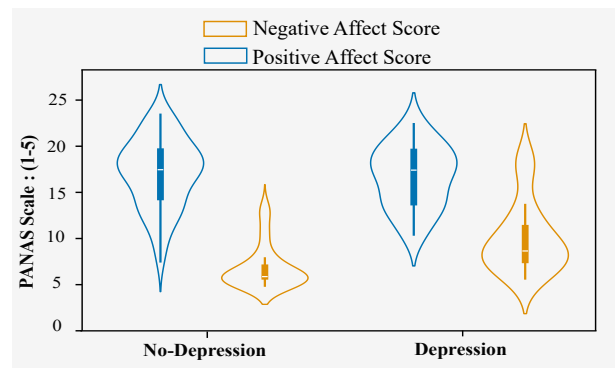 Negative Affect Score
Positive Affect Score
PANAS Scale : (1-5)
25
20
15
10
5
0
No-Depression
Depression